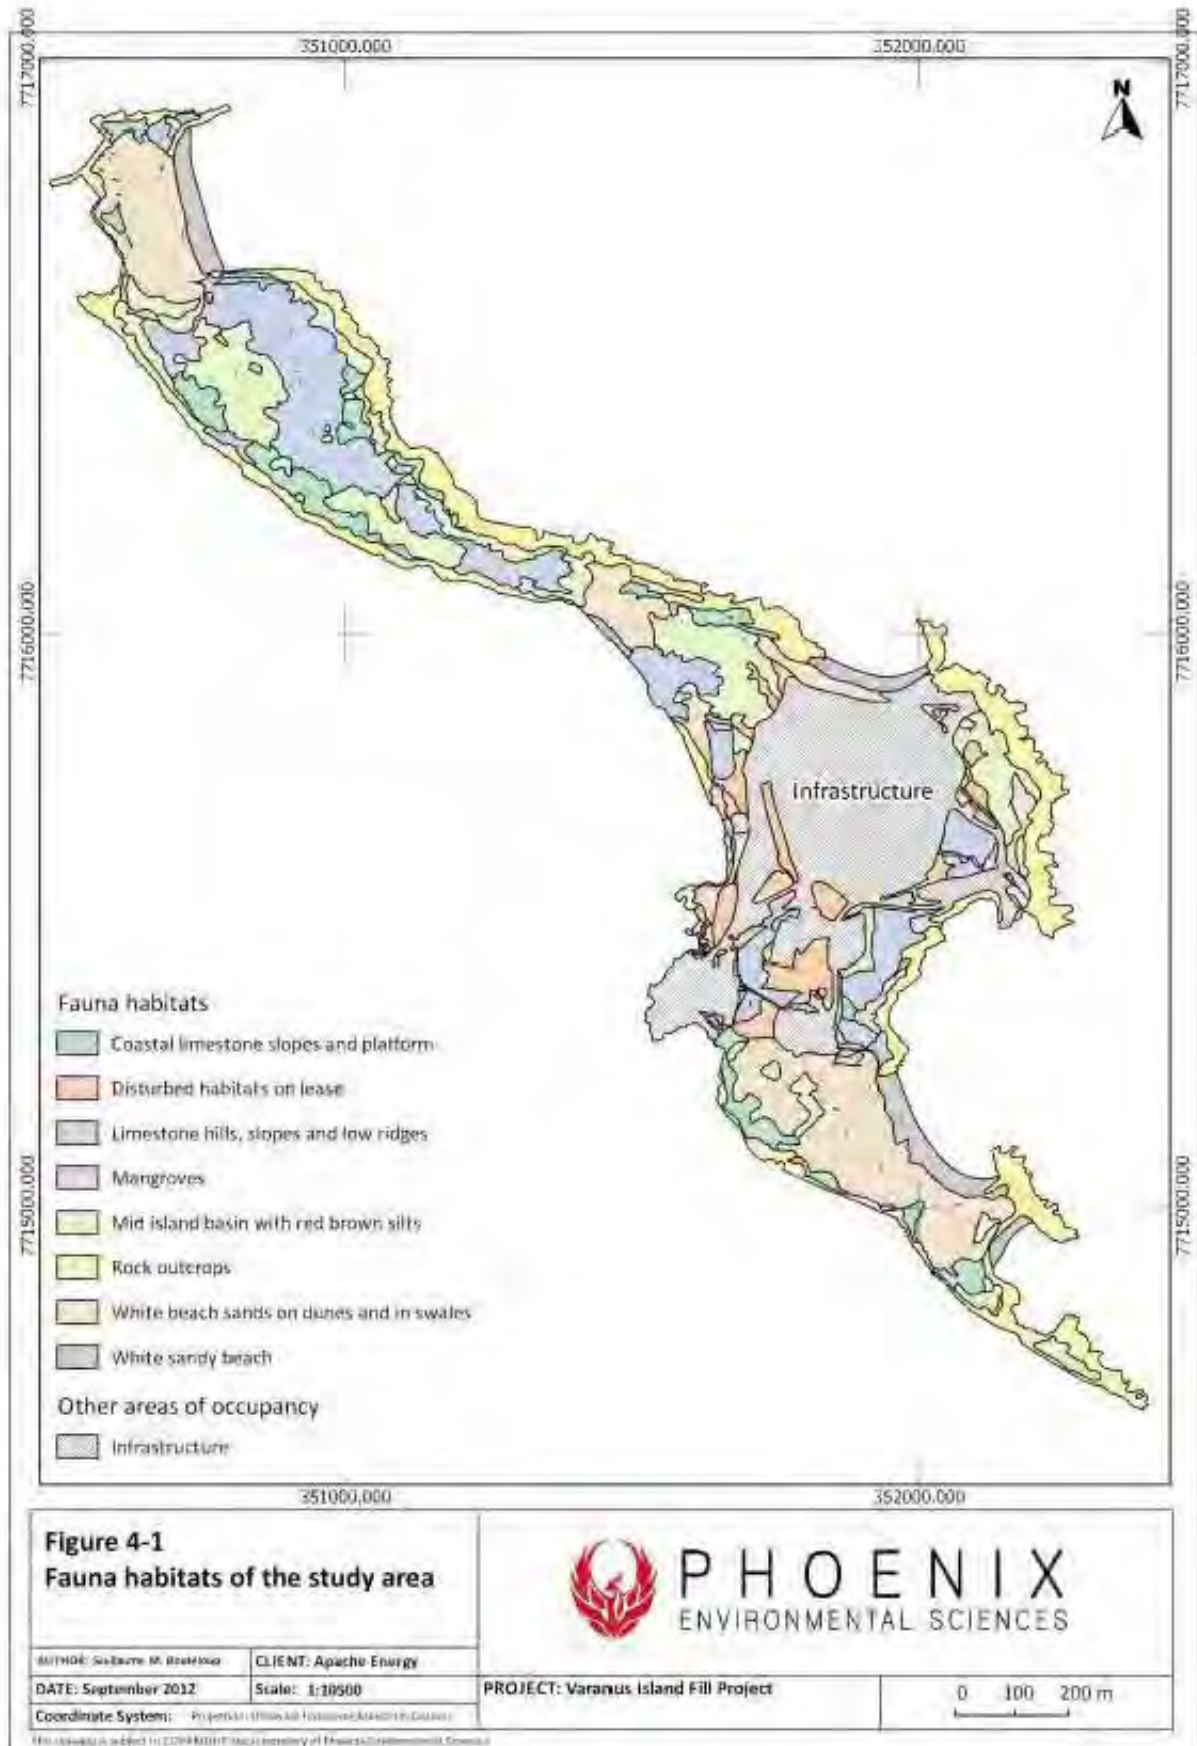 351000.000 352000.000
7717000.000 7717000.000
N
7716000.000 7716000.000
Infrastructure
Fauna habitats
Coastal limestone slopes and platform
Disturbed habitats on lease
Limestone hills, slopes and low ridges
Mangroves
7715000.000 7715000.000
Mid island basin with red brown silts
Rock outcrops
White beach sands on dunes and in swales
White sandy beach
Other areas of occupancy
Infrastructure
351000.000 352000.000
Figure 4-1
Fauna habitats of the study area
PHOENIX
ENVIRONMENTAL SCIENCES
AUTHOR: Guillaume M. CLIENT: Apache Energy
DATE: September 2012 Scale: 1:10500
PROJECT: Varanus Island Fill Project
0 100 200 m
Coordinate System: